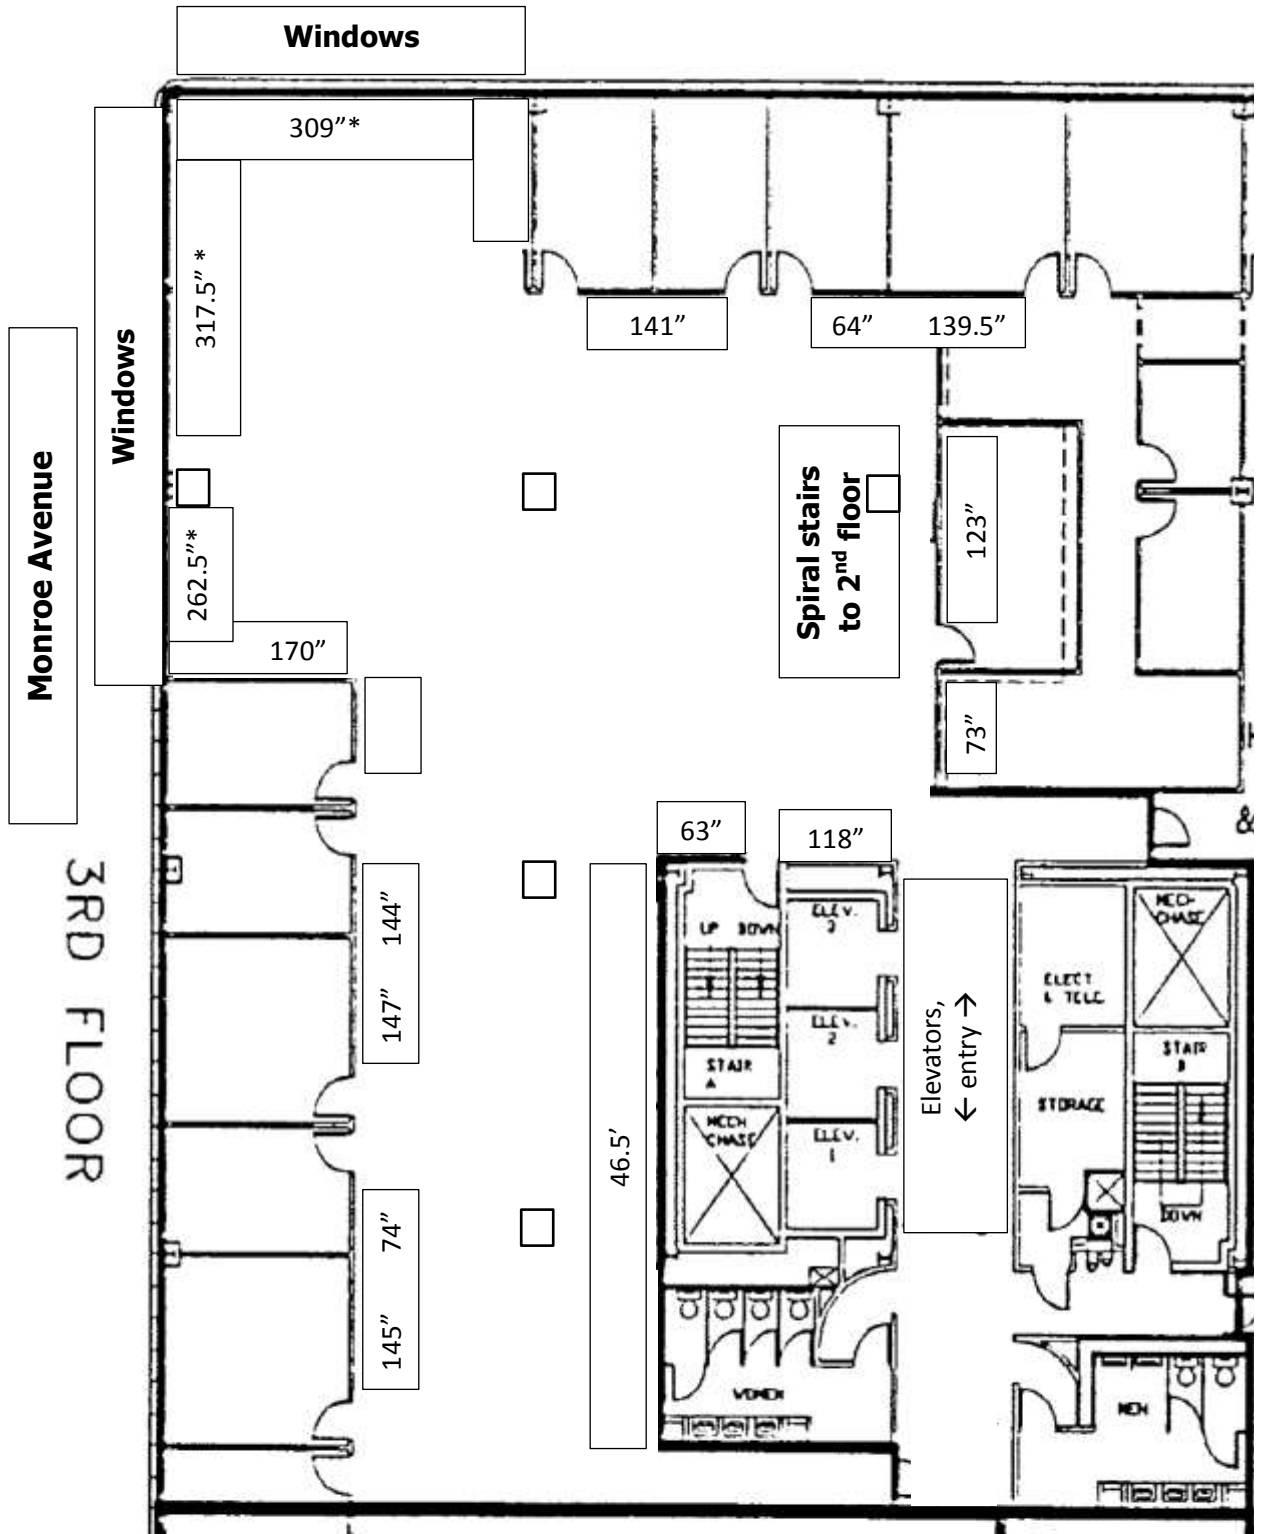 Windows
309”*
317.5” *
Windows
Monroe Avenue
141”
64”
139.5”
Spiral stairs
to 2nd floor
123”
262.5”*
170”
73”
63”
118”
3RD FLOOR
144”
147”
74”
145”
46.5’
UP DOWN
ELEV.
3
ELEV.
2
ELEV.
1
STAIR
A
MECH
CHASE
Elevators,
← entry →
ELECT
& TELE
MECH
CHASE
STAIR
B
STORAGE
DOWN
WOMEN
MEN
&